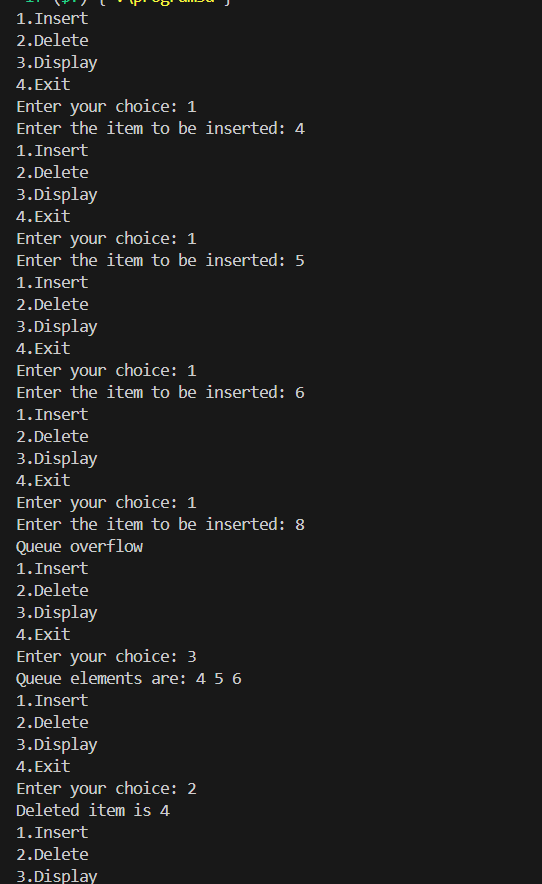 1.Insert
2.Delete
3.Display
4.Exit
Enter your choice: 1
Enter the item to be inserted: 4
1.Insert
2.Delete
3.Display
4.Exit
Enter your choice: 1
Enter the item to be inserted: 5
1.Insert
2.Delete
3.Display
4.Exit
Enter your choice: 1
Enter the item to be inserted: 6
1.Insert
2.Delete
3.Display
4.Exit
Enter your choice: 1
Enter the item to be inserted: 8
Queue overflow
1.Insert
2.Delete
3.Display
4.Exit
Enter your choice: 3
Queue elements are: 4 5 6
1.Insert
2.Delete
3.Display
4.Exit
Enter your choice: 2
Deleted item is 4
1.Insert
2.Delete
3.Display